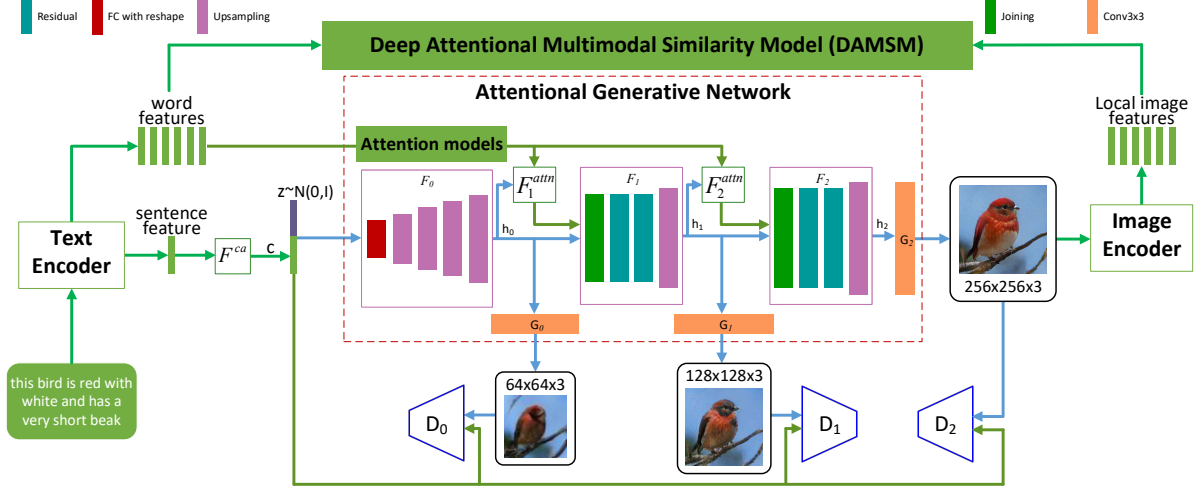 Residual
FC with reshape
Upsampling
Joining
Conv3x3
Deep Attentional Multimodal Similarity Model (DAMSM)
Attentional Generative Network
word
features
Local image
features
Attention models
z~N(0,I)
F₀
F₁ᵃᵗᵗⁿ
F₁
F₂ᵃᵗᵗⁿ
F₂
sentence
feature
Text
Encoder
Fᶜᵃ
c
h₀
h₁
h₂
G₂
Image
Encoder
256x256x3
G₀
G₁
this bird is red with
white and has a
very short beak
64x64x3
128x128x3
D₀
D₁
D₂